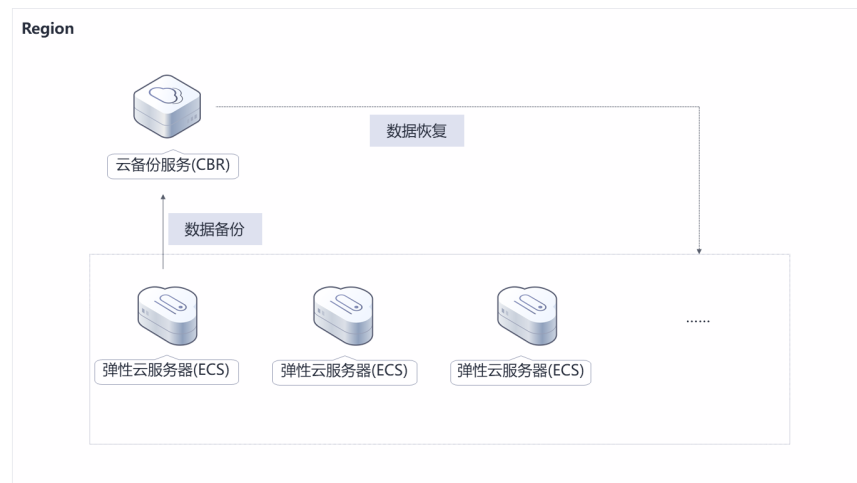 Region
数据恢复
云备份服务(CBR)
数据备份
弹性云服务器(ECS)
弹性云服务器(ECS)
弹性云服务器(ECS)
......